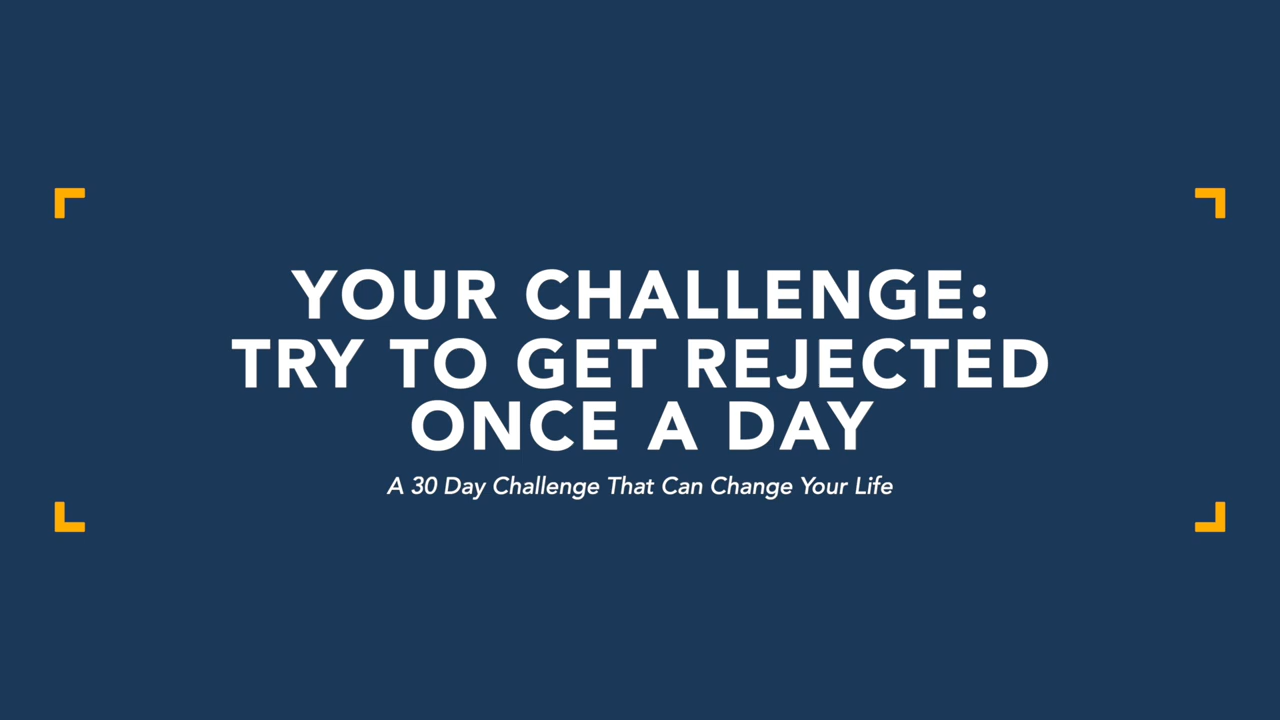 YOUR CHALLENGE:
TRY TO GET REJECTED
ONCE A DAY
A 30 Day Challenge That Can Change Your Life